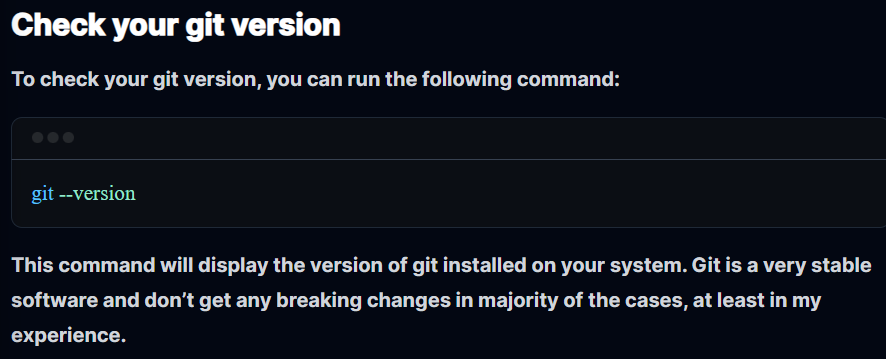 Check your git version
To check your git version, you can run the following command:
git --version
This command will display the version of git installed on your system. Git is a very stable
software and don’t get any breaking changes in majority of the cases, at least in my
experience.